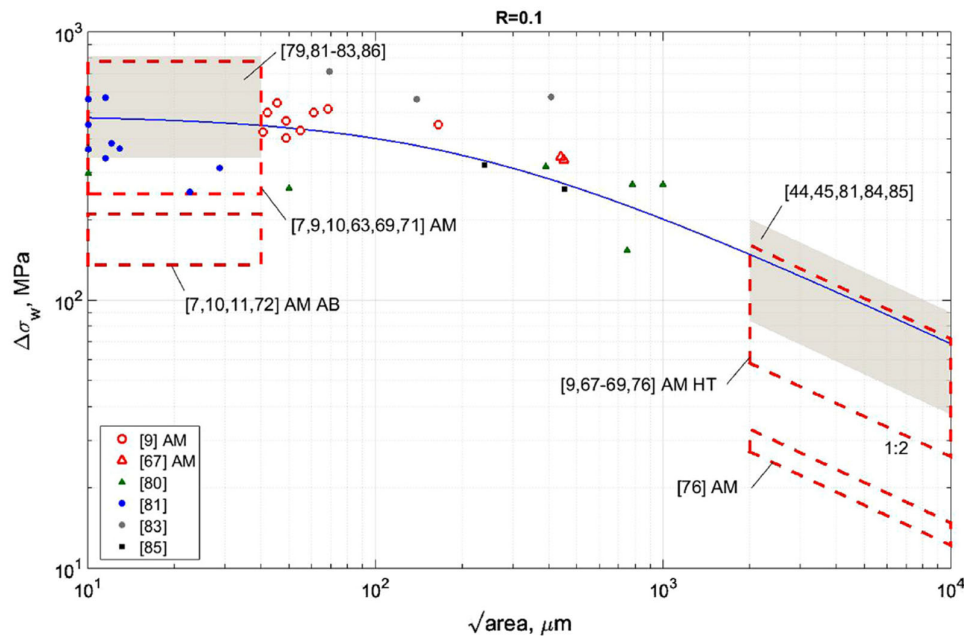 R=0.1
10³
[79,81-83,86]
[44,45,81,84,85]
[7,9,10,63,69,71] AM
[7,10,11,72] AM AB
10²
Δσw, MPa
[9,67-69,76] AM HT
1:2
[76] AM
[9] AM
[67] AM
[80]
[81]
[83]
[85]
10¹
10¹
10²
10³
10⁴
√area, μm